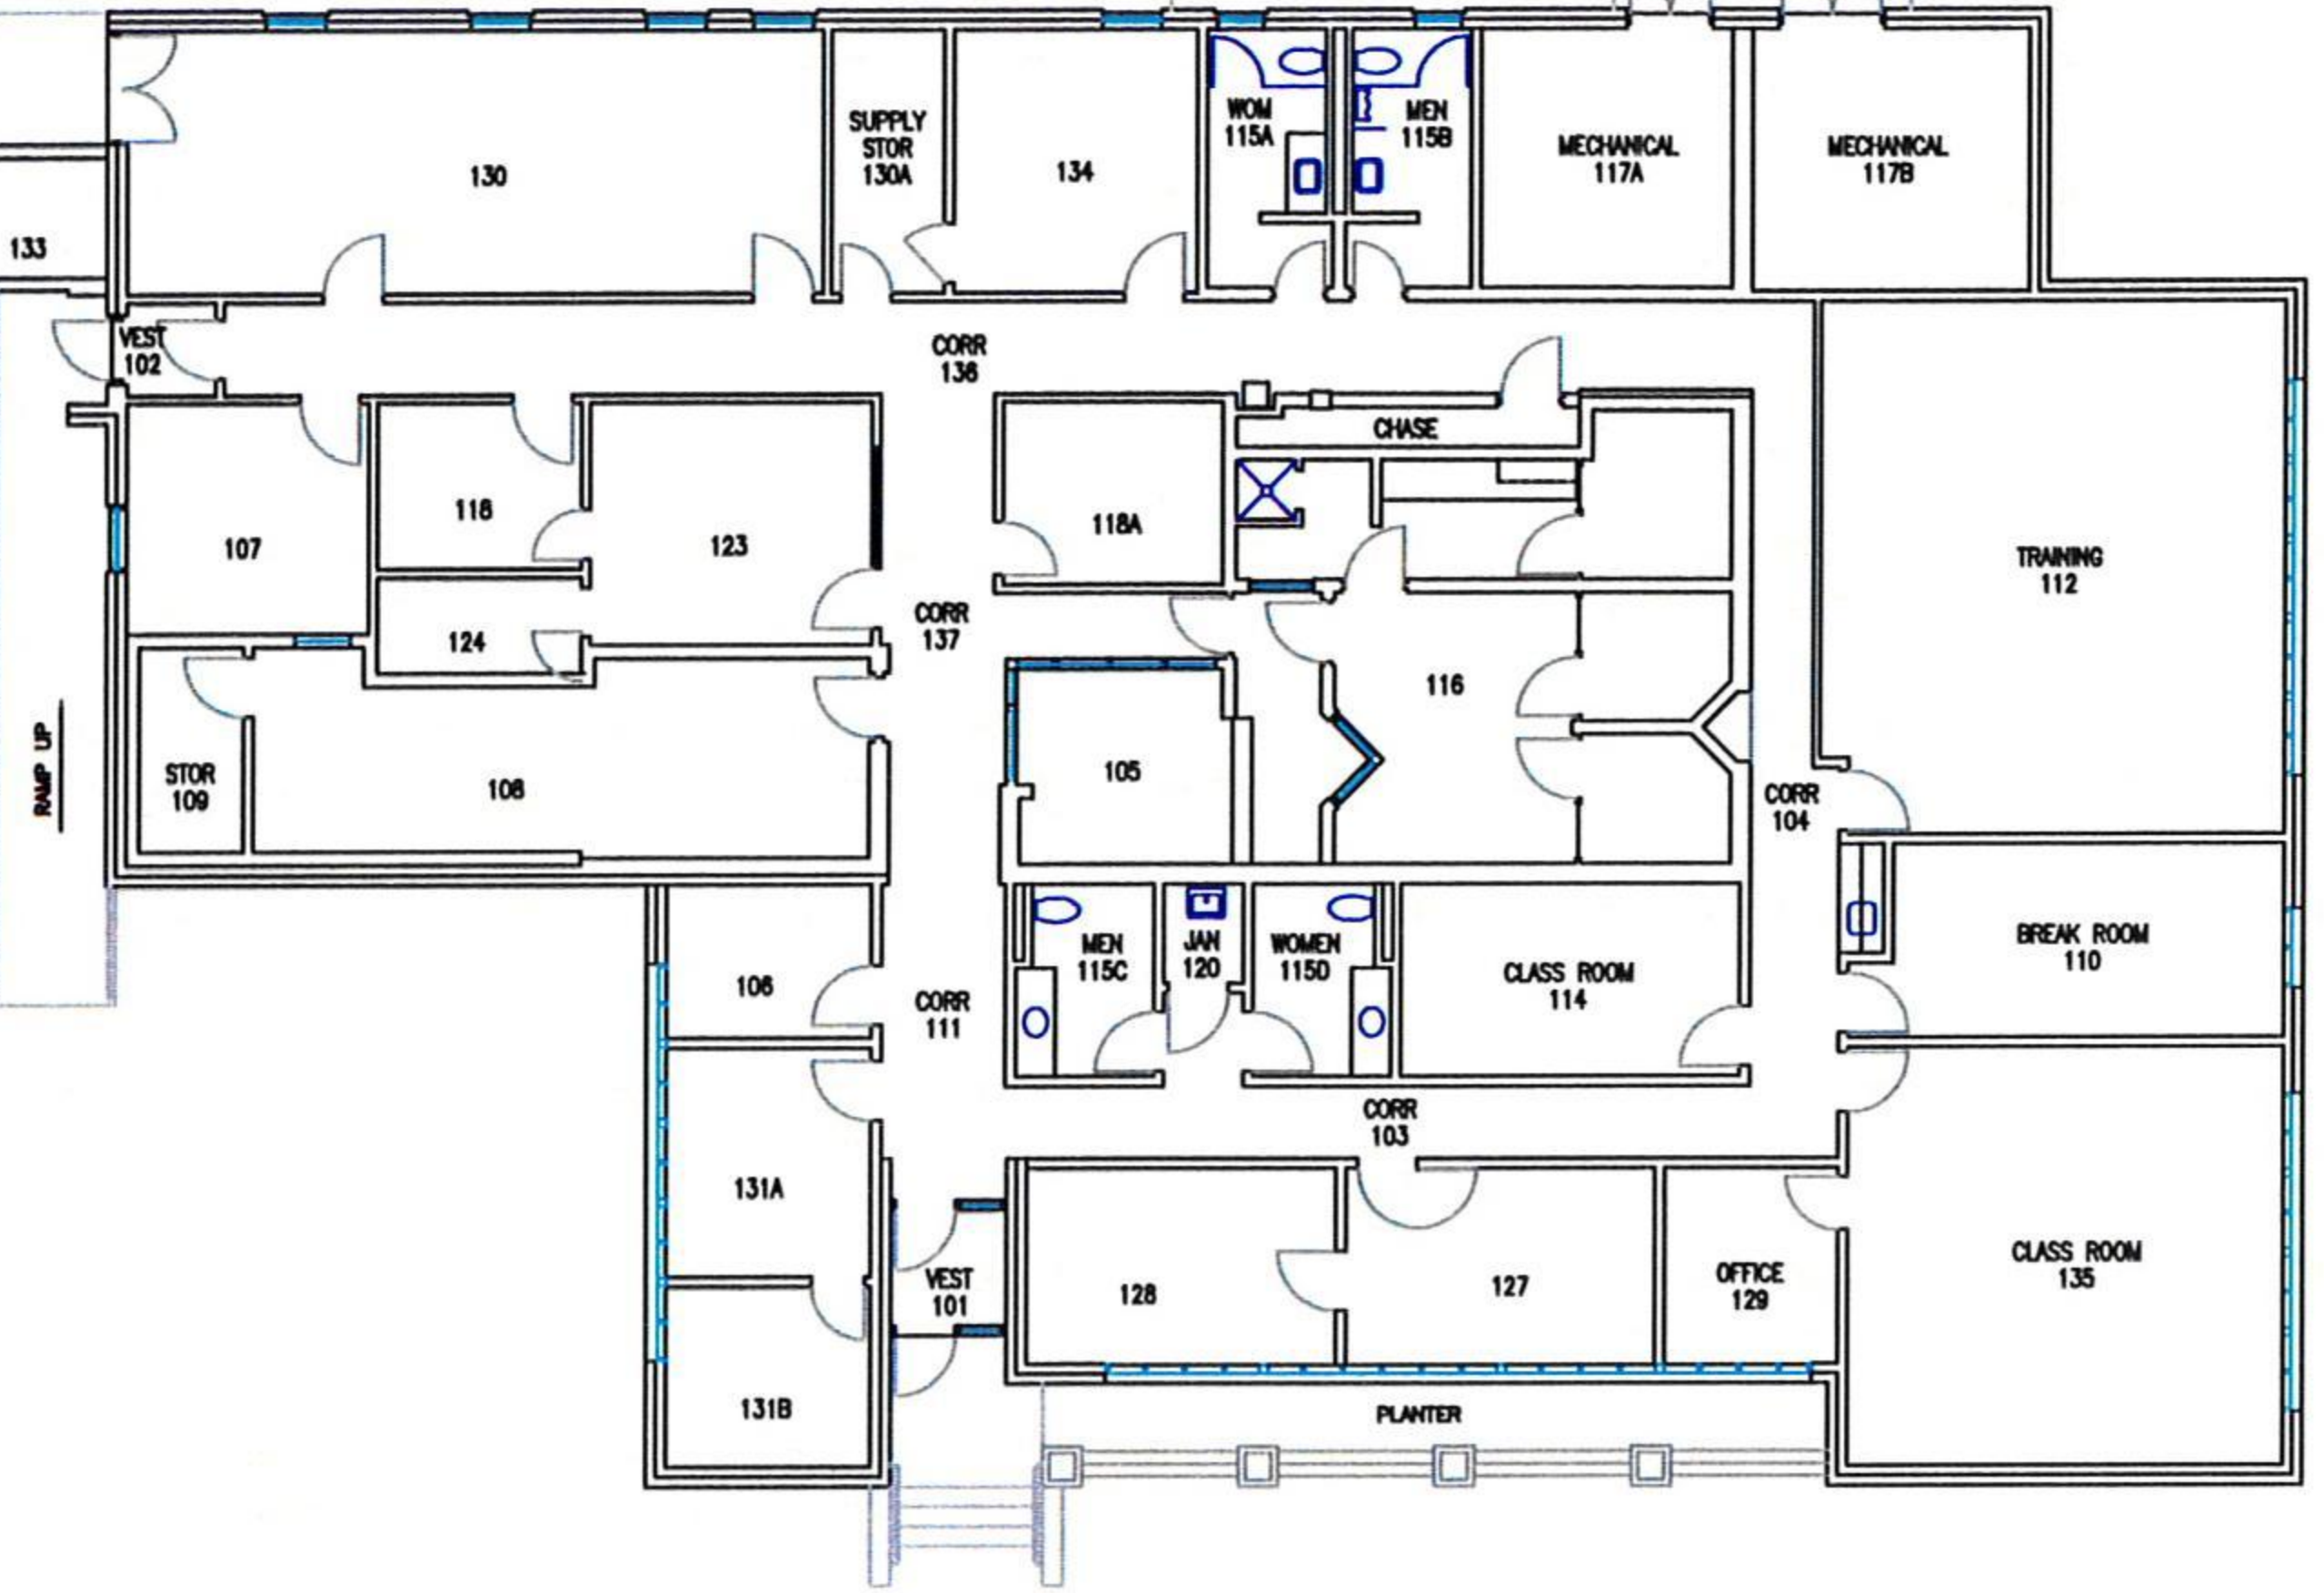 130
SUPPLY
STOR
130A
134
WOM
115A
MEN
115B
MECHANICAL
117A
MECHANICAL
117B
133
VEST
102
CORR
136
CHASE
107
118
123
118A
TRAINING
112
124
CORR
137
116
RAMP UP
STOR
109
108
105
CORR
104
106
CORR
111
MEN
115C
JAN
120
WOMEN
115D
CLASS ROOM
114
BREAK ROOM
110
CORR
103
131A
VEST
101
128
127
OFFICE
129
CLASS ROOM
135
131B
PLANTER